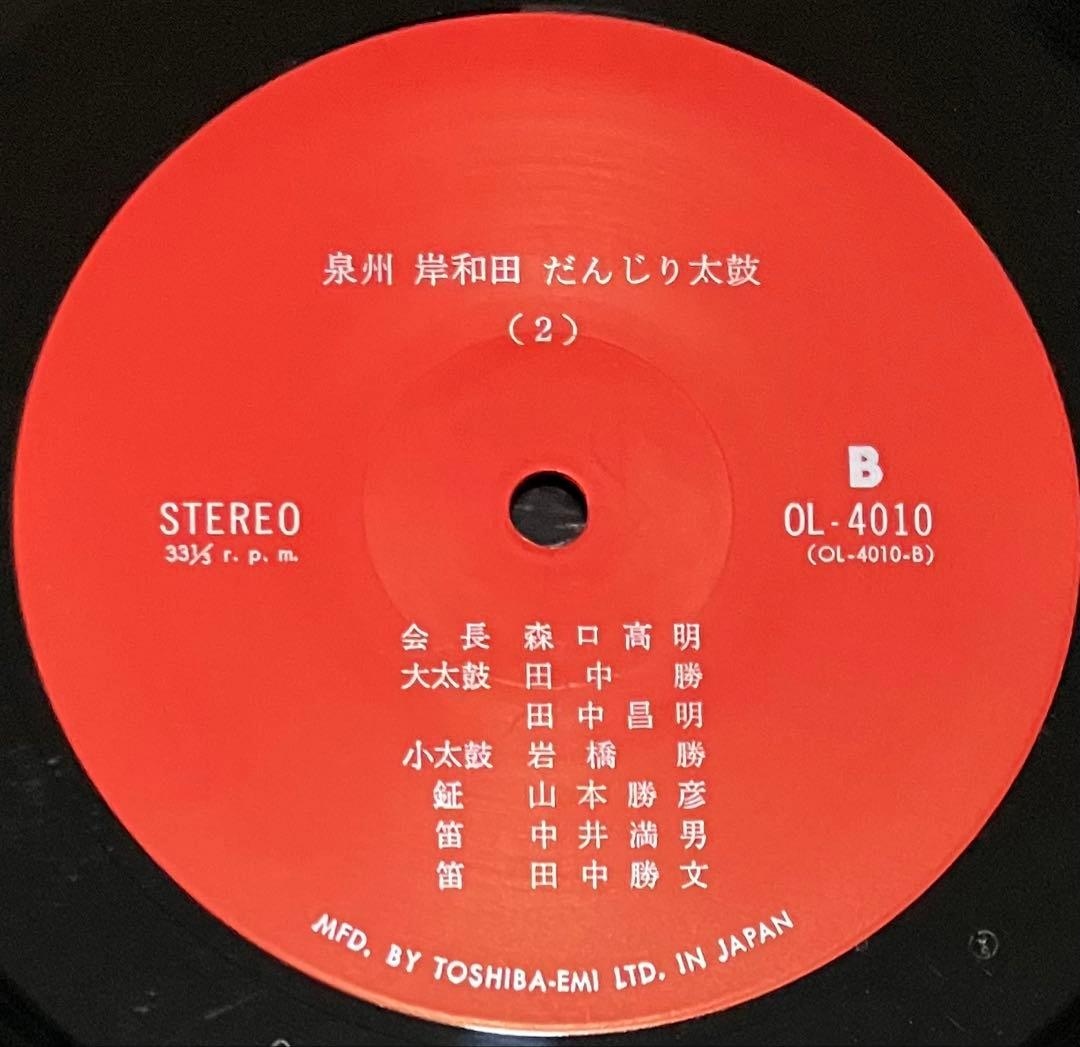 泉州 岸和田 だんじり太鼓
(2)
B
STEREO
OL-4010
33⅓ r.p.m.
(OL-4010-B)
会長 森口高明
大太鼓 田中 勝
田中昌明
小太鼓 岩橋 勝
鉦 山本勝彦
笛 中井満男
笛 田中勝文
MFD. BY TOSHIBA-EMI LTD. IN JAPAN